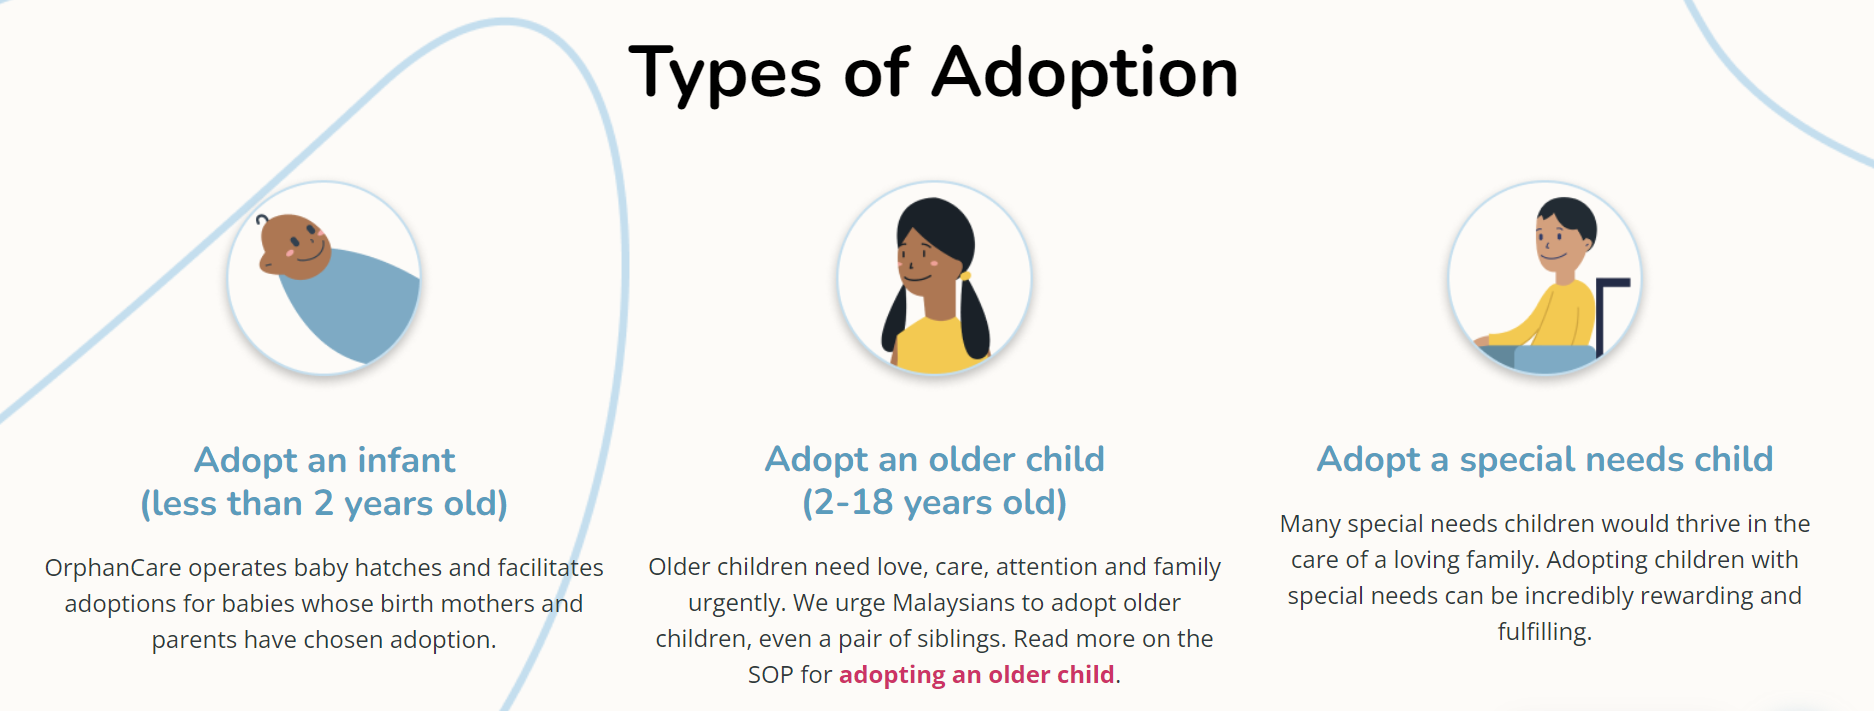 Types of Adoption
Adopt an infant
(less than 2 years old)
OrphanCare operates baby hatches and facilitates
adoptions for babies whose birth mothers and
parents have chosen adoption.
Adopt an older child
(2-18 years old)
Older children need love, care, attention and family
urgently. We urge Malaysians to adopt older
children, even a pair of siblings. Read more on the
SOP for adopting an older child.
Adopt a special needs child
Many special needs children would thrive in the
care of a loving family. Adopting children with
special needs can be incredibly rewarding and
fulfilling.